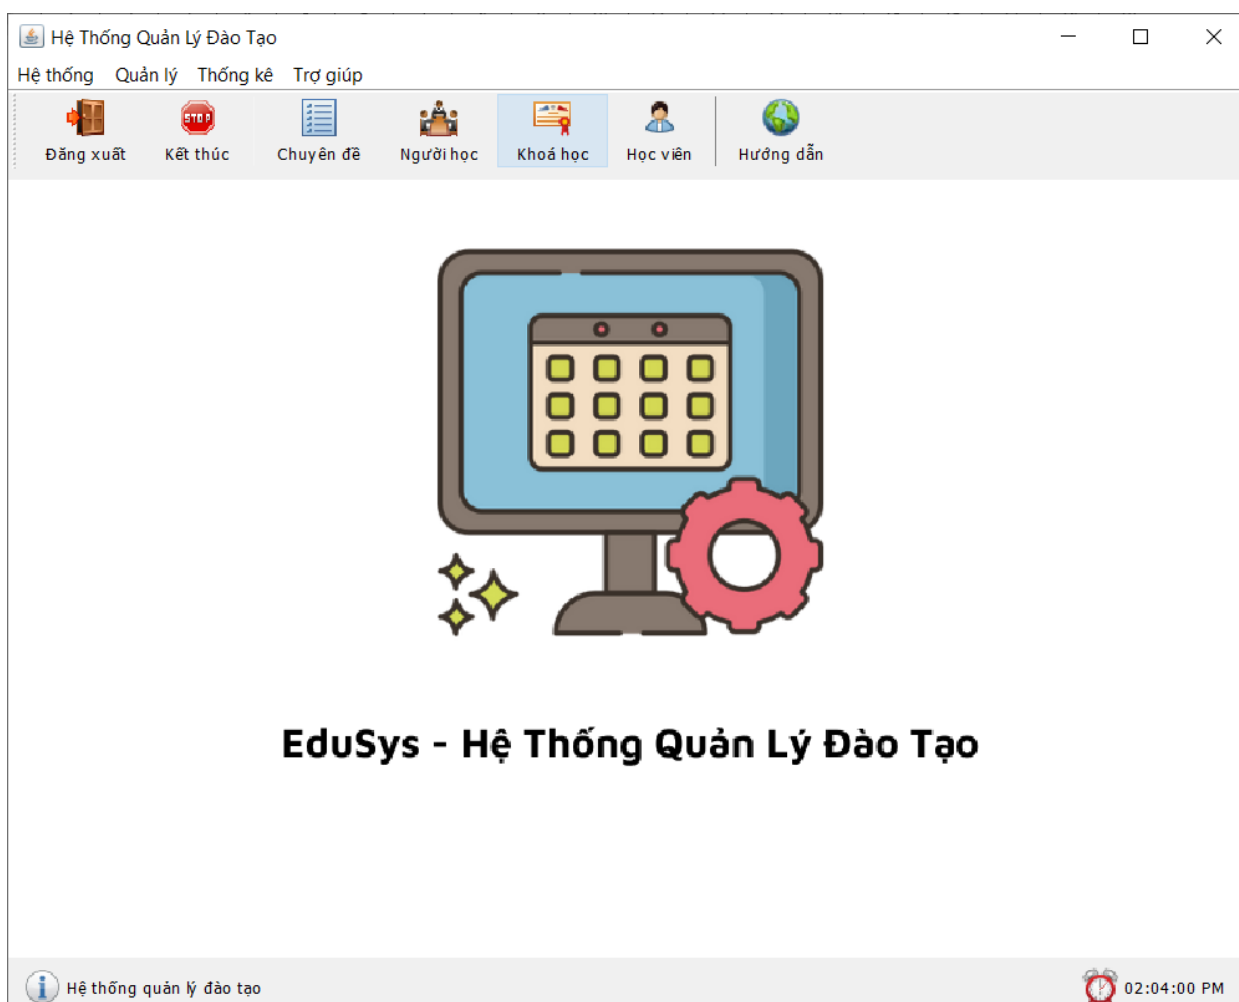 Hệ Thống Quản Lý Đào Tạo
Hệ thống Quản lý Thống kê Trợ giúp
STOP
Đăng xuất Kết thúc Chuyên đề Người học Khoá học Học viên Hướng dẫn
EduSys - Hệ Thống Quản Lý Đào Tạo
Hệ thống quản lý đào tạo 02:04:00 PM